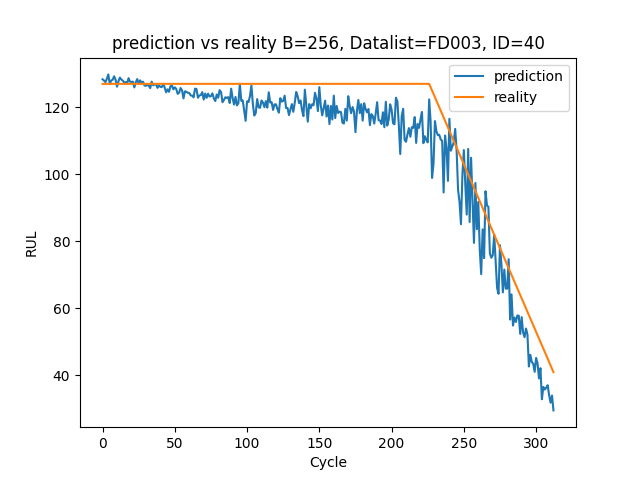 prediction vs reality B=256, Datalist=FD003, ID=40
prediction
reality
RUL
120
100
80
60
40
0 50 100 150 200 250 300
Cycle